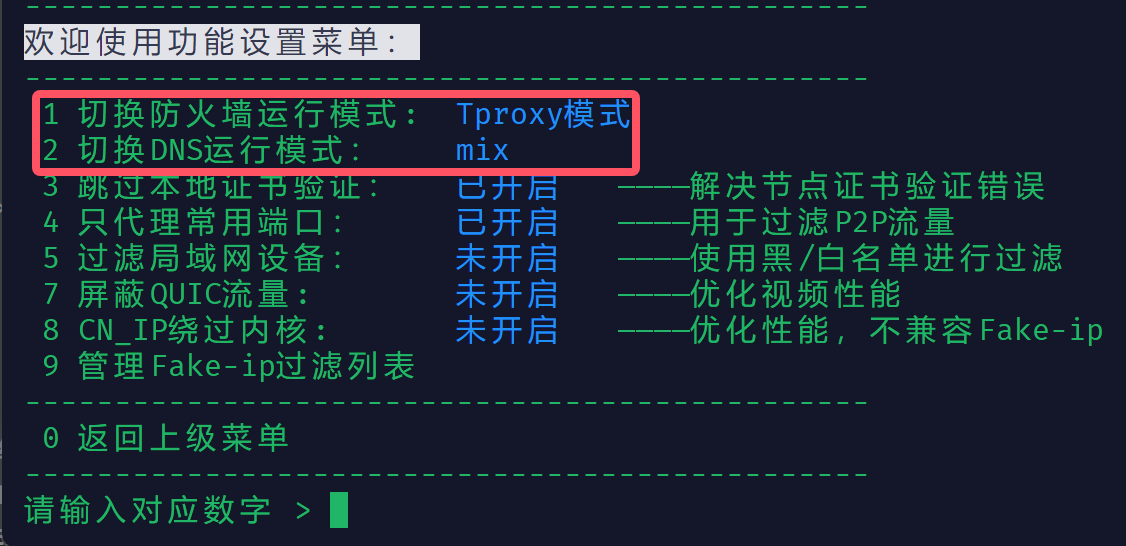 欢迎使用功能设置菜单：
1 切换防火墙运行模式： Tproxy模式
2 切换DNS运行模式： mix
3 跳过本地证书验证： 已开启 ————解决节点证书验证错误
4 只代理常用端口： 已开启 ————用于过滤P2P流量
5 过滤局域网设备： 未开启 ————使用黑/白名单进行过滤
7 屏蔽QUIC流量： 未开启 ————优化视频性能
8 CN_IP绕过内核： 未开启 ————优化性能，不兼容Fake-ip
9 管理Fake-ip过滤列表
0 返回上级菜单
请输入对应数字 >